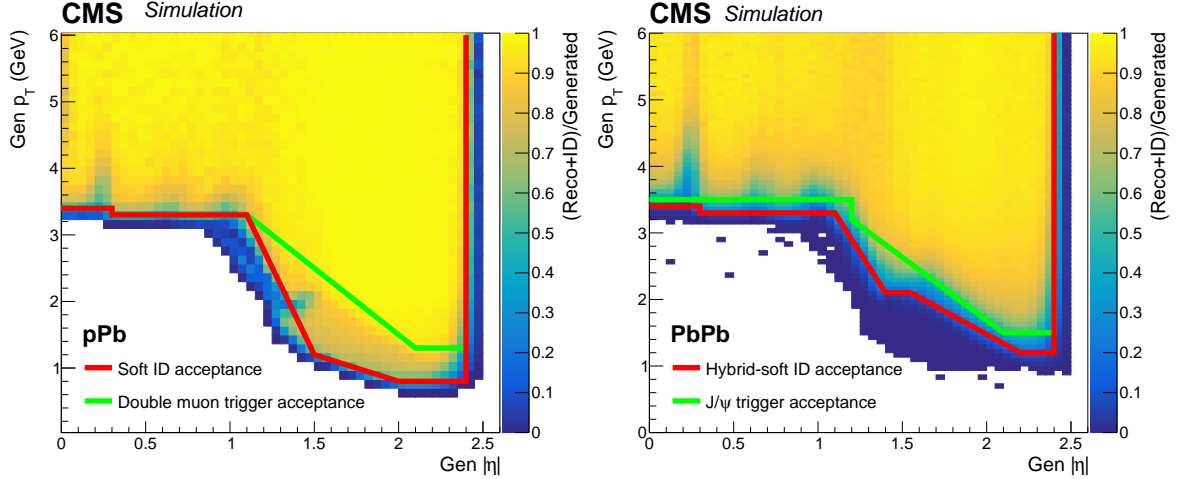 CMS Simulation
Gen p_T (GeV)
6
5
4
3
2
1
0 0.5 1 1.5 2 2.5
Gen |η|
pPb
Soft ID acceptance
Double muon trigger acceptance
1
0.9
0.8
0.7
0.6
0.5
0.4
0.3
0.2
0.1
0
(Reco+ID)/Generated
CMS Simulation
Gen p_T (GeV)
6
5
4
3
2
1
0
0 0.5 1 1.5 2 2.5
Gen |η|
PbPb
Hybrid-soft ID acceptance
J/ψ trigger acceptance
1
0.9
0.8
0.7
0.6
0.5
0.4
0.3
0.2
0.1
0
(Reco+ID)/Generated